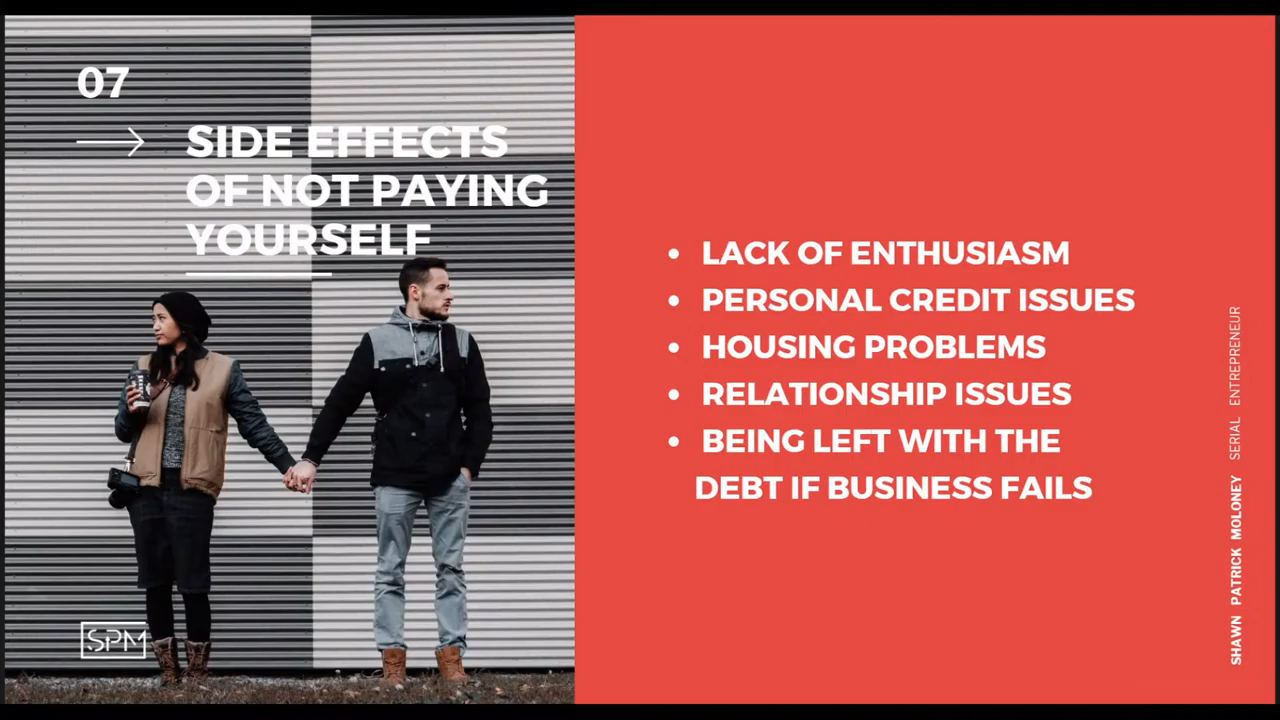 07
SIDE EFFECTS
OF NOT PAYING
YOURSELF
• LACK OF ENTHUSIASM
• PERSONAL CREDIT ISSUES
• HOUSING PROBLEMS
• RELATIONSHIP ISSUES
• BEING LEFT WITH THE
DEBT IF BUSINESS FAILS
SHAWN PATRICK MOLONEY SERIAL ENTREPRENEUR
SPM